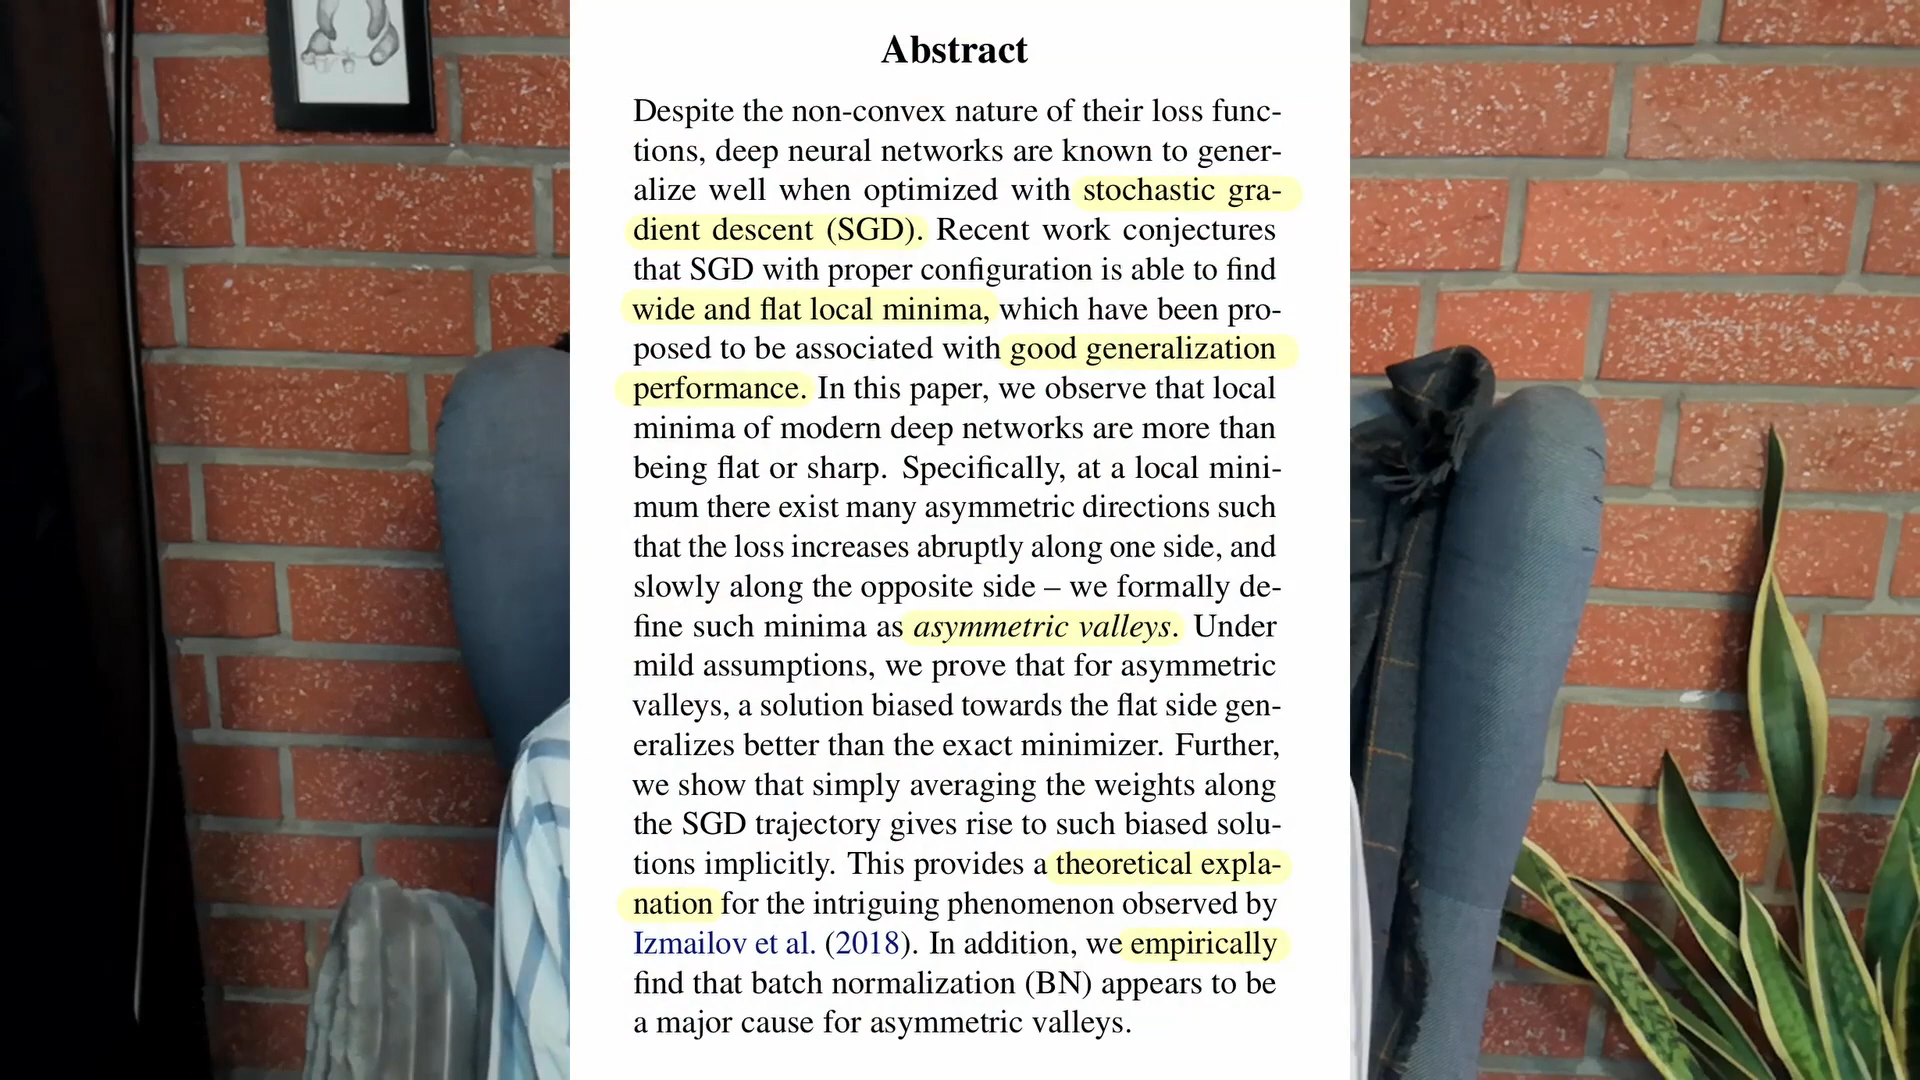 Abstract
Despite the non-convex nature of their loss func-
tions, deep neural networks are known to gener-
alize well when optimized with stochastic gra-
dient descent (SGD). Recent work conjectures
that SGD with proper configuration is able to find
wide and flat local minima, which have been pro-
posed to be associated with good generalization
performance. In this paper, we observe that local
minima of modern deep networks are more than
being flat or sharp. Specifically, at a local mini-
mum there exist many asymmetric directions such
that the loss increases abruptly along one side, and
slowly along the opposite side – we formally de-
fine such minima as asymmetric valleys. Under
mild assumptions, we prove that for asymmetric
valleys, a solution biased towards the flat side gen-
eralizes better than the exact minimizer. Further,
we show that simply averaging the weights along
the SGD trajectory gives rise to such biased solu-
tions implicitly. This provides a theoretical expla-
nation for the intriguing phenomenon observed by
Izmailov et al. (2018). In addition, we empirically
find that batch normalization (BN) appears to be
a major cause for asymmetric valleys.